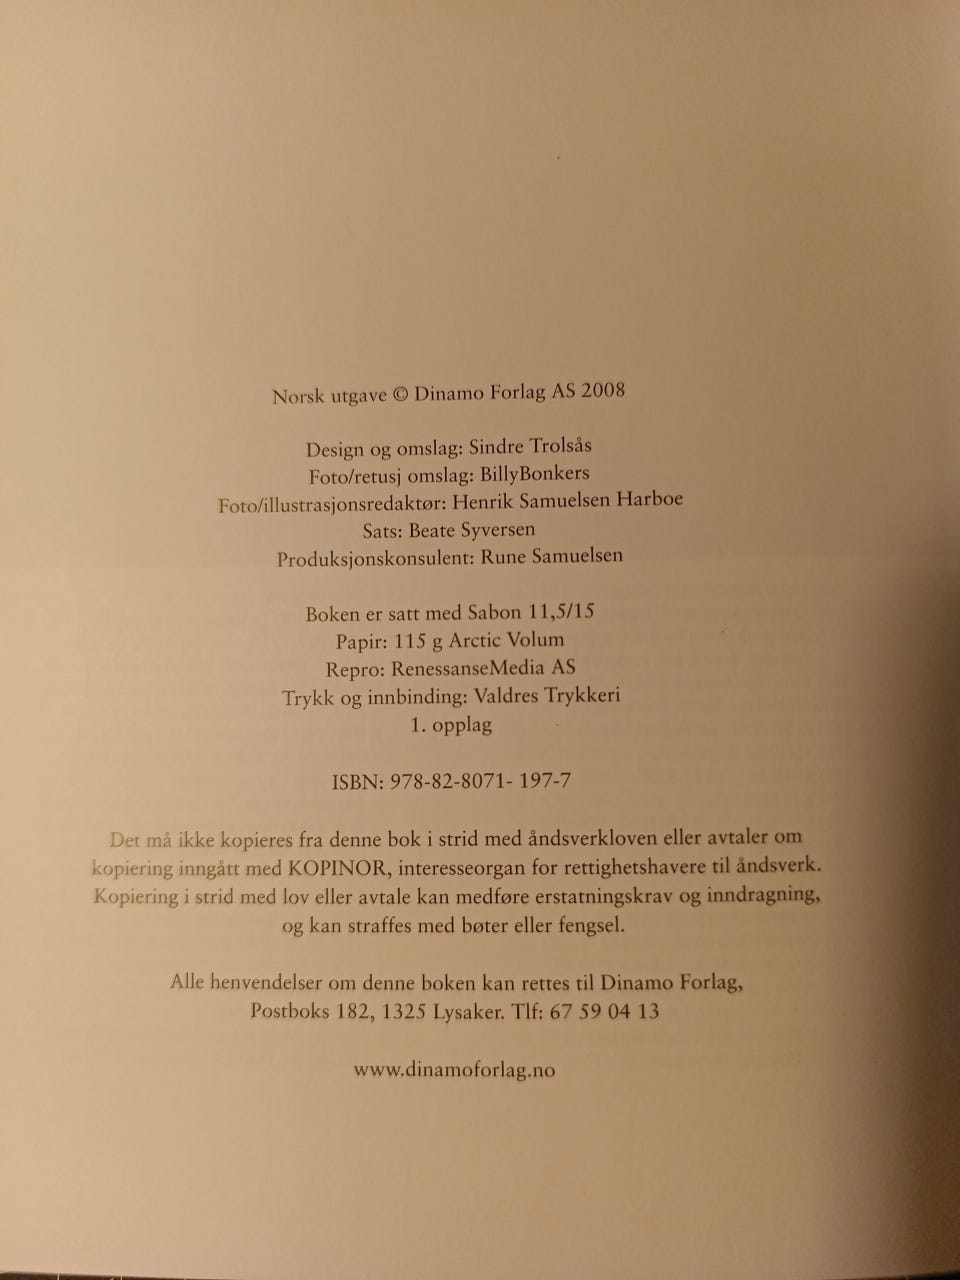 Norsk utgave © Dinamo Forlag AS 2008
Design og omslag: Sindre Trolsås
Foto/retusj omslag: BillyBonkers
Foto/illustrasjonsredaktør: Henrik Samuelsen Harboe
Sats: Beate Syversen
Produksjonskonsulent: Rune Samuelsen
Boken er satt med Sabon 11,5/15
Papir: 115 g Arctic Volum
Repro: RenessanseMedia AS
Trykk og innbinding: Valdres Trykkeri
1. opplag
ISBN: 978-82-8071- 197-7
Det må ikke kopieres fra denne bok i strid med åndsverkloven eller avtaler om
kopiering inngått med KOPINOR, interesseorgan for rettighetshavere til åndsverk.
Kopiering i strid med lov eller avtale kan medføre erstatningskrav og inndragning,
og kan straffes med bøter eller fengsel.
Alle henvendelser om denne boken kan rettes til Dinamo Forlag,
Postboks 182, 1325 Lysaker. Tlf: 67 59 04 13
www.dinamoforlag.no